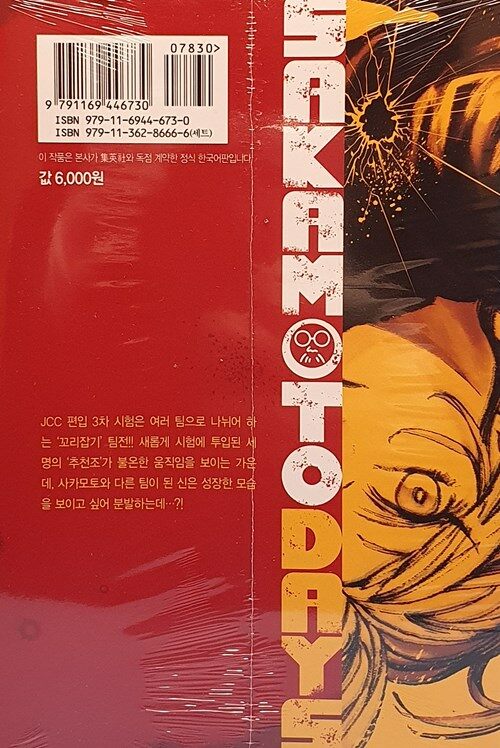 07830>
9 791169 446730
ISBN 979-11-6944-673-0
ISBN 979-11-362-8666-6(세트)
이 작품은 본사가 集英社와 독점 계약한 정식 한국어판입니다.
값 6,000원
JCC 편입 3차 시험은 여러 팀으로 나뉘어 하
는 '꼬리잡기' 팀전!! 새롭게 시험에 투입된 세
명의 '추천조'가 불온한 움직임을 보이는 가운
데, 사카모토와 다른 팀이 된 신은 성장한 모습
을 보이고 싶어 분발하는데…?!
SAKAMOTO DAYS